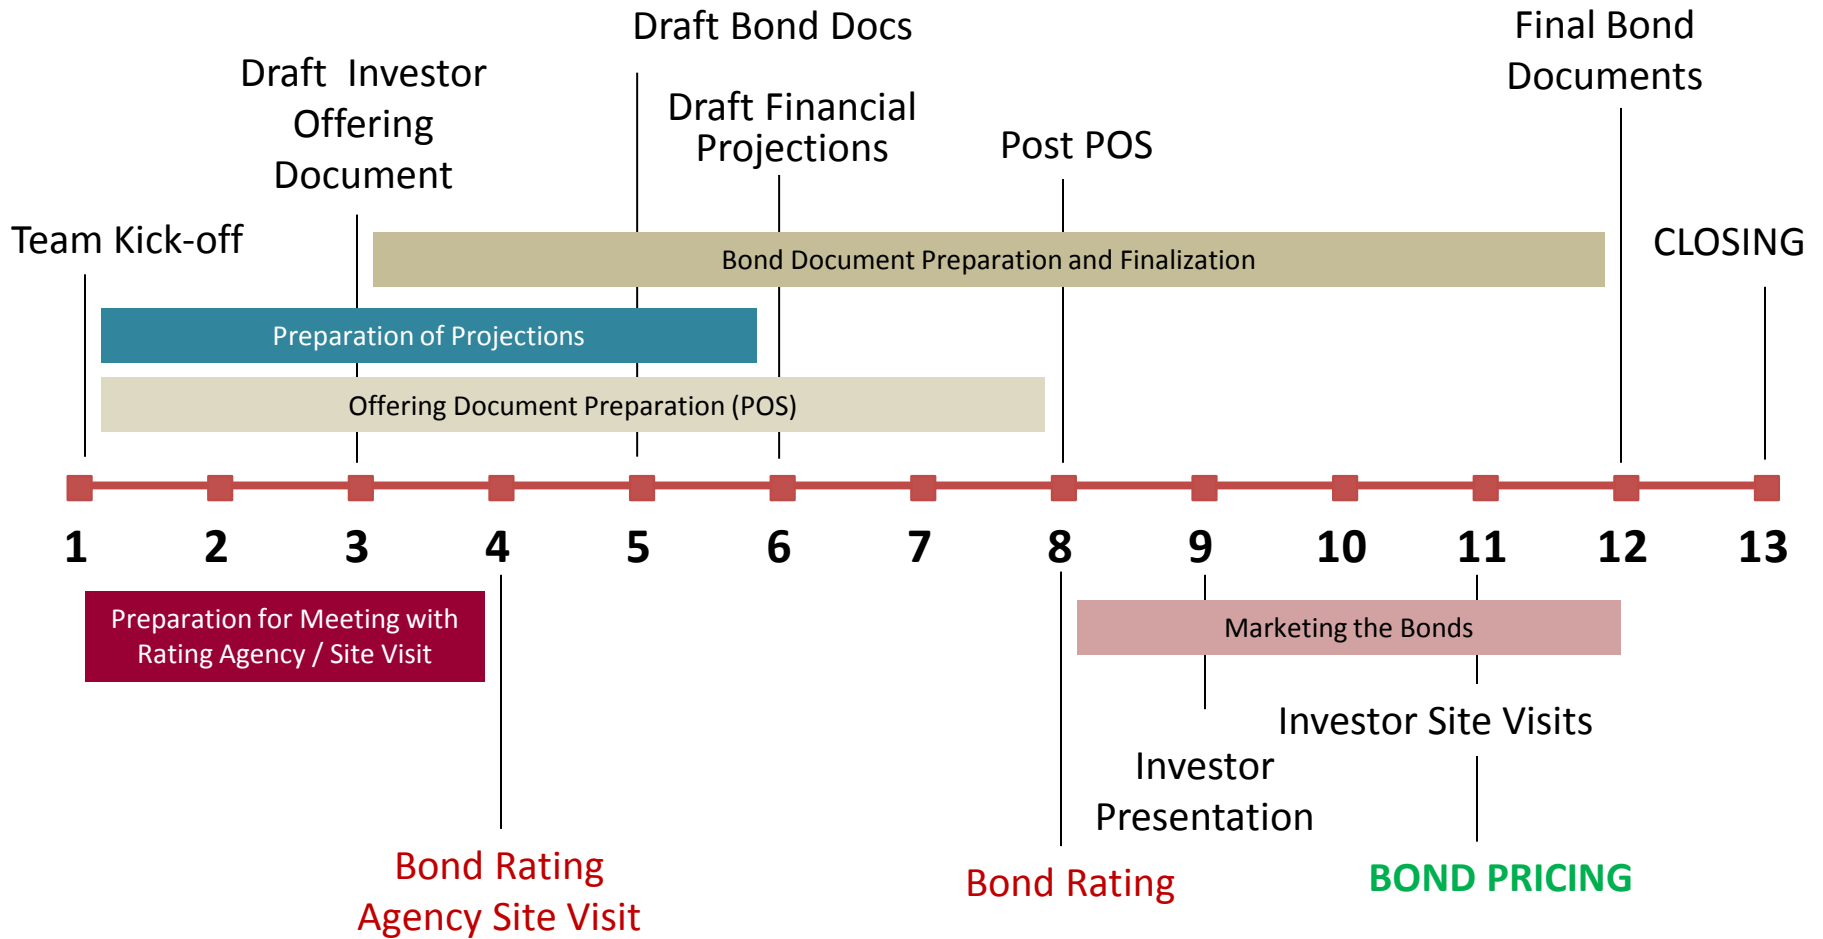 Draft Bond Docs
Final Bond
Documents
Draft Investor
Offering
Document
Draft Financial
Projections
Post POS
Team Kick-off
CLOSING
Bond Document Preparation and Finalization
Preparation of Projections
Offering Document Preparation (POS)
1 2 3 4 5 6 7 8 9 10 11 12 13
Preparation for Meeting with
Rating Agency / Site Visit
Marketing the Bonds
Investor Site Visits
Investor
Presentation
Bond Rating
Agency Site Visit
Bond Rating
BOND PRICING